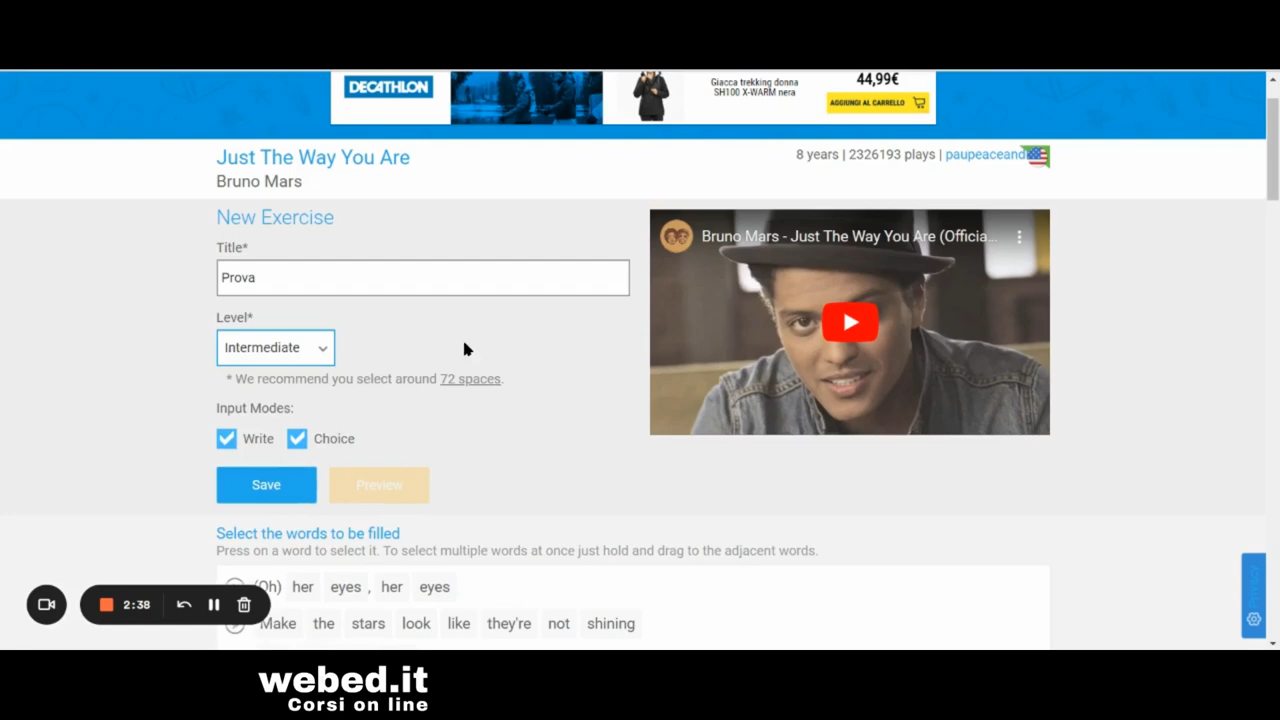 DECATHLON
Giacca trekking donna
SH100 X-WARM nera
44,99€
AGGIUNGI AL CARRELLO
Just The Way You Are
8 years | 2326193 plays | paupeaceand
Bruno Mars
New Exercise
Title*
Prova
Level*
Intermediate
* We recommend you select around 72 spaces.
Input Modes:
Write Choice
Save Preview
Bruno Mars - Just The Way You Are (Officia...
Select the words to be filled
Press on a word to select it. To select multiple words at once just hold and drag to the adjacent words.
(Oh) her eyes , her eyes
Make the stars look like they're not shining
2:38
Privacy
webed.it
Corsi on line